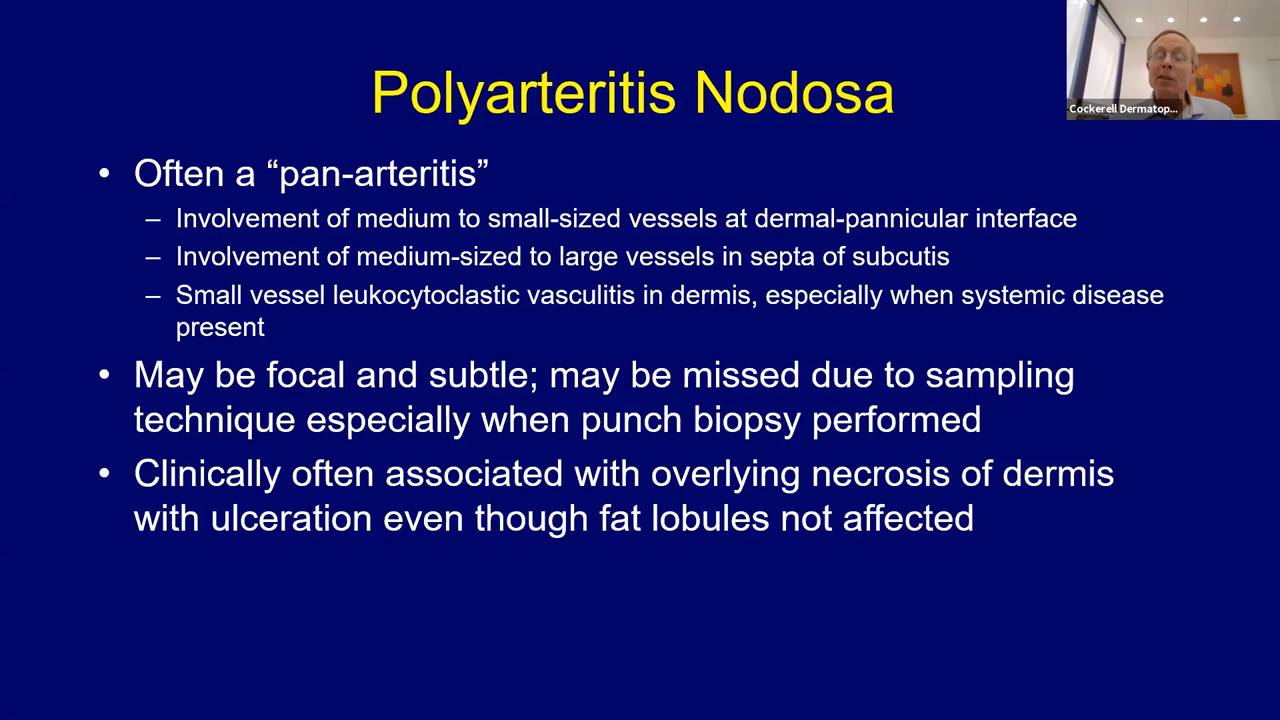 Polyarteritis Nodosa
Cockerell Dermatop...
• Often a “pan-arteritis”
– Involvement of medium to small-sized vessels at dermal-pannicular interface
– Involvement of medium-sized to large vessels in septa of subcutis
– Small vessel leukocytoclastic vasculitis in dermis, especially when systemic disease
present
• May be focal and subtle; may be missed due to sampling
technique especially when punch biopsy performed
• Clinically often associated with overlying necrosis of dermis
with ulceration even though fat lobules not affected